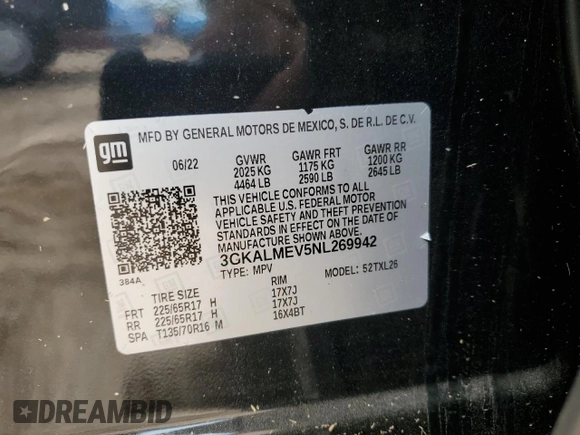 gm
MFD BY GENERAL MOTORS DE MEXICO, S. DE R.L. DE C.V.
06/22 GVWR GAWR FRT GAWR RR
2025 KG 1175 KG 1200 KG
4464 LB 2590 LB 2645 LB
THIS VEHICLE CONFORMS TO ALL
APPLICABLE U.S. FEDERAL MOTOR
VEHICLE SAFETY AND THEFT PREVENTION
STANDARDS IN EFFECT ON THE DATE OF
MANUFACTURE SHOWN ABOVE.
3GKALMEV5NL269942
384A TYPE: MPV MODEL: 52TXL26
TIRE SIZE RIM
FRT 225/65R17 H 17X7J
RR 225/65R17 H 17X7J
SPA T135/70R16 M 16X4BT
DREAMBID